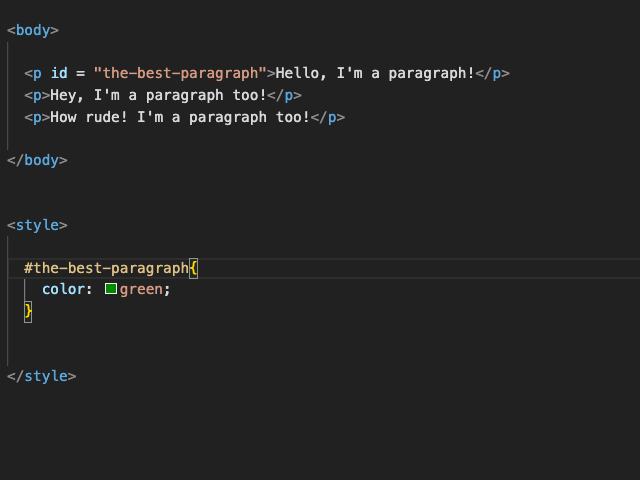 <body>
<p id = "the-best-paragraph">Hello, I'm a paragraph!</p>
<p>Hey, I'm a paragraph too!</p>
<p>How rude! I'm a paragraph too!</p>
</body>
<style>
#the-best-paragraph{
color: green;
}
</style>